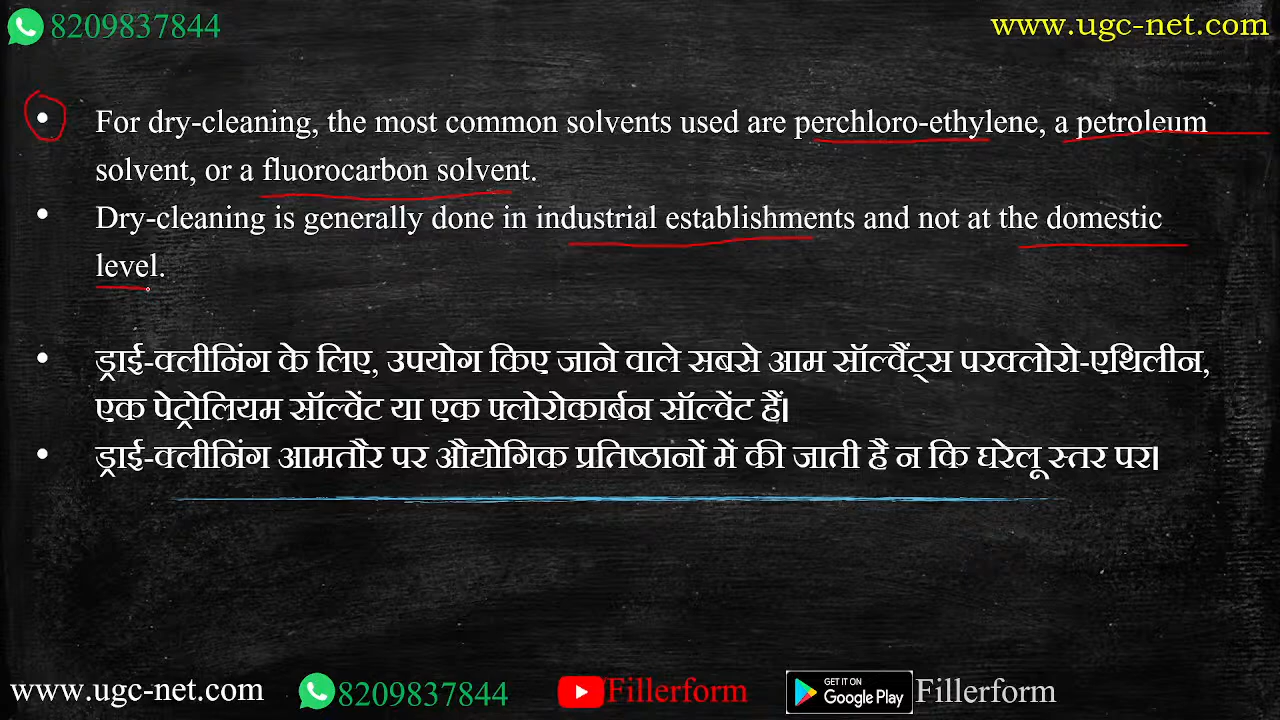 8209837844
www.ugc-net.com
• For dry-cleaning, the most common solvents used are perchloro-ethylene, a petroleum
solvent, or a fluorocarbon solvent.
• Dry-cleaning is generally done in industrial establishments and not at the domestic
level.
• ड्राई-क्लीनिंग के लिए, उपयोग किए जाने वाले सबसे आम सॉल्वैंट्स परक्लोरो-एथिलीन,
एक पेट्रोलियम सॉल्वेंट या एक फ्लोरोकार्बन सॉल्वेंट हैं।
• ड्राई-क्लीनिंग आमतौर पर औद्योगिक प्रतिष्ठानों में की जाती है न कि घरेलू स्तर पर।
www.ugc-net.com
8209837844
Fillerform
GET IT ON
Google Play
Fillerform